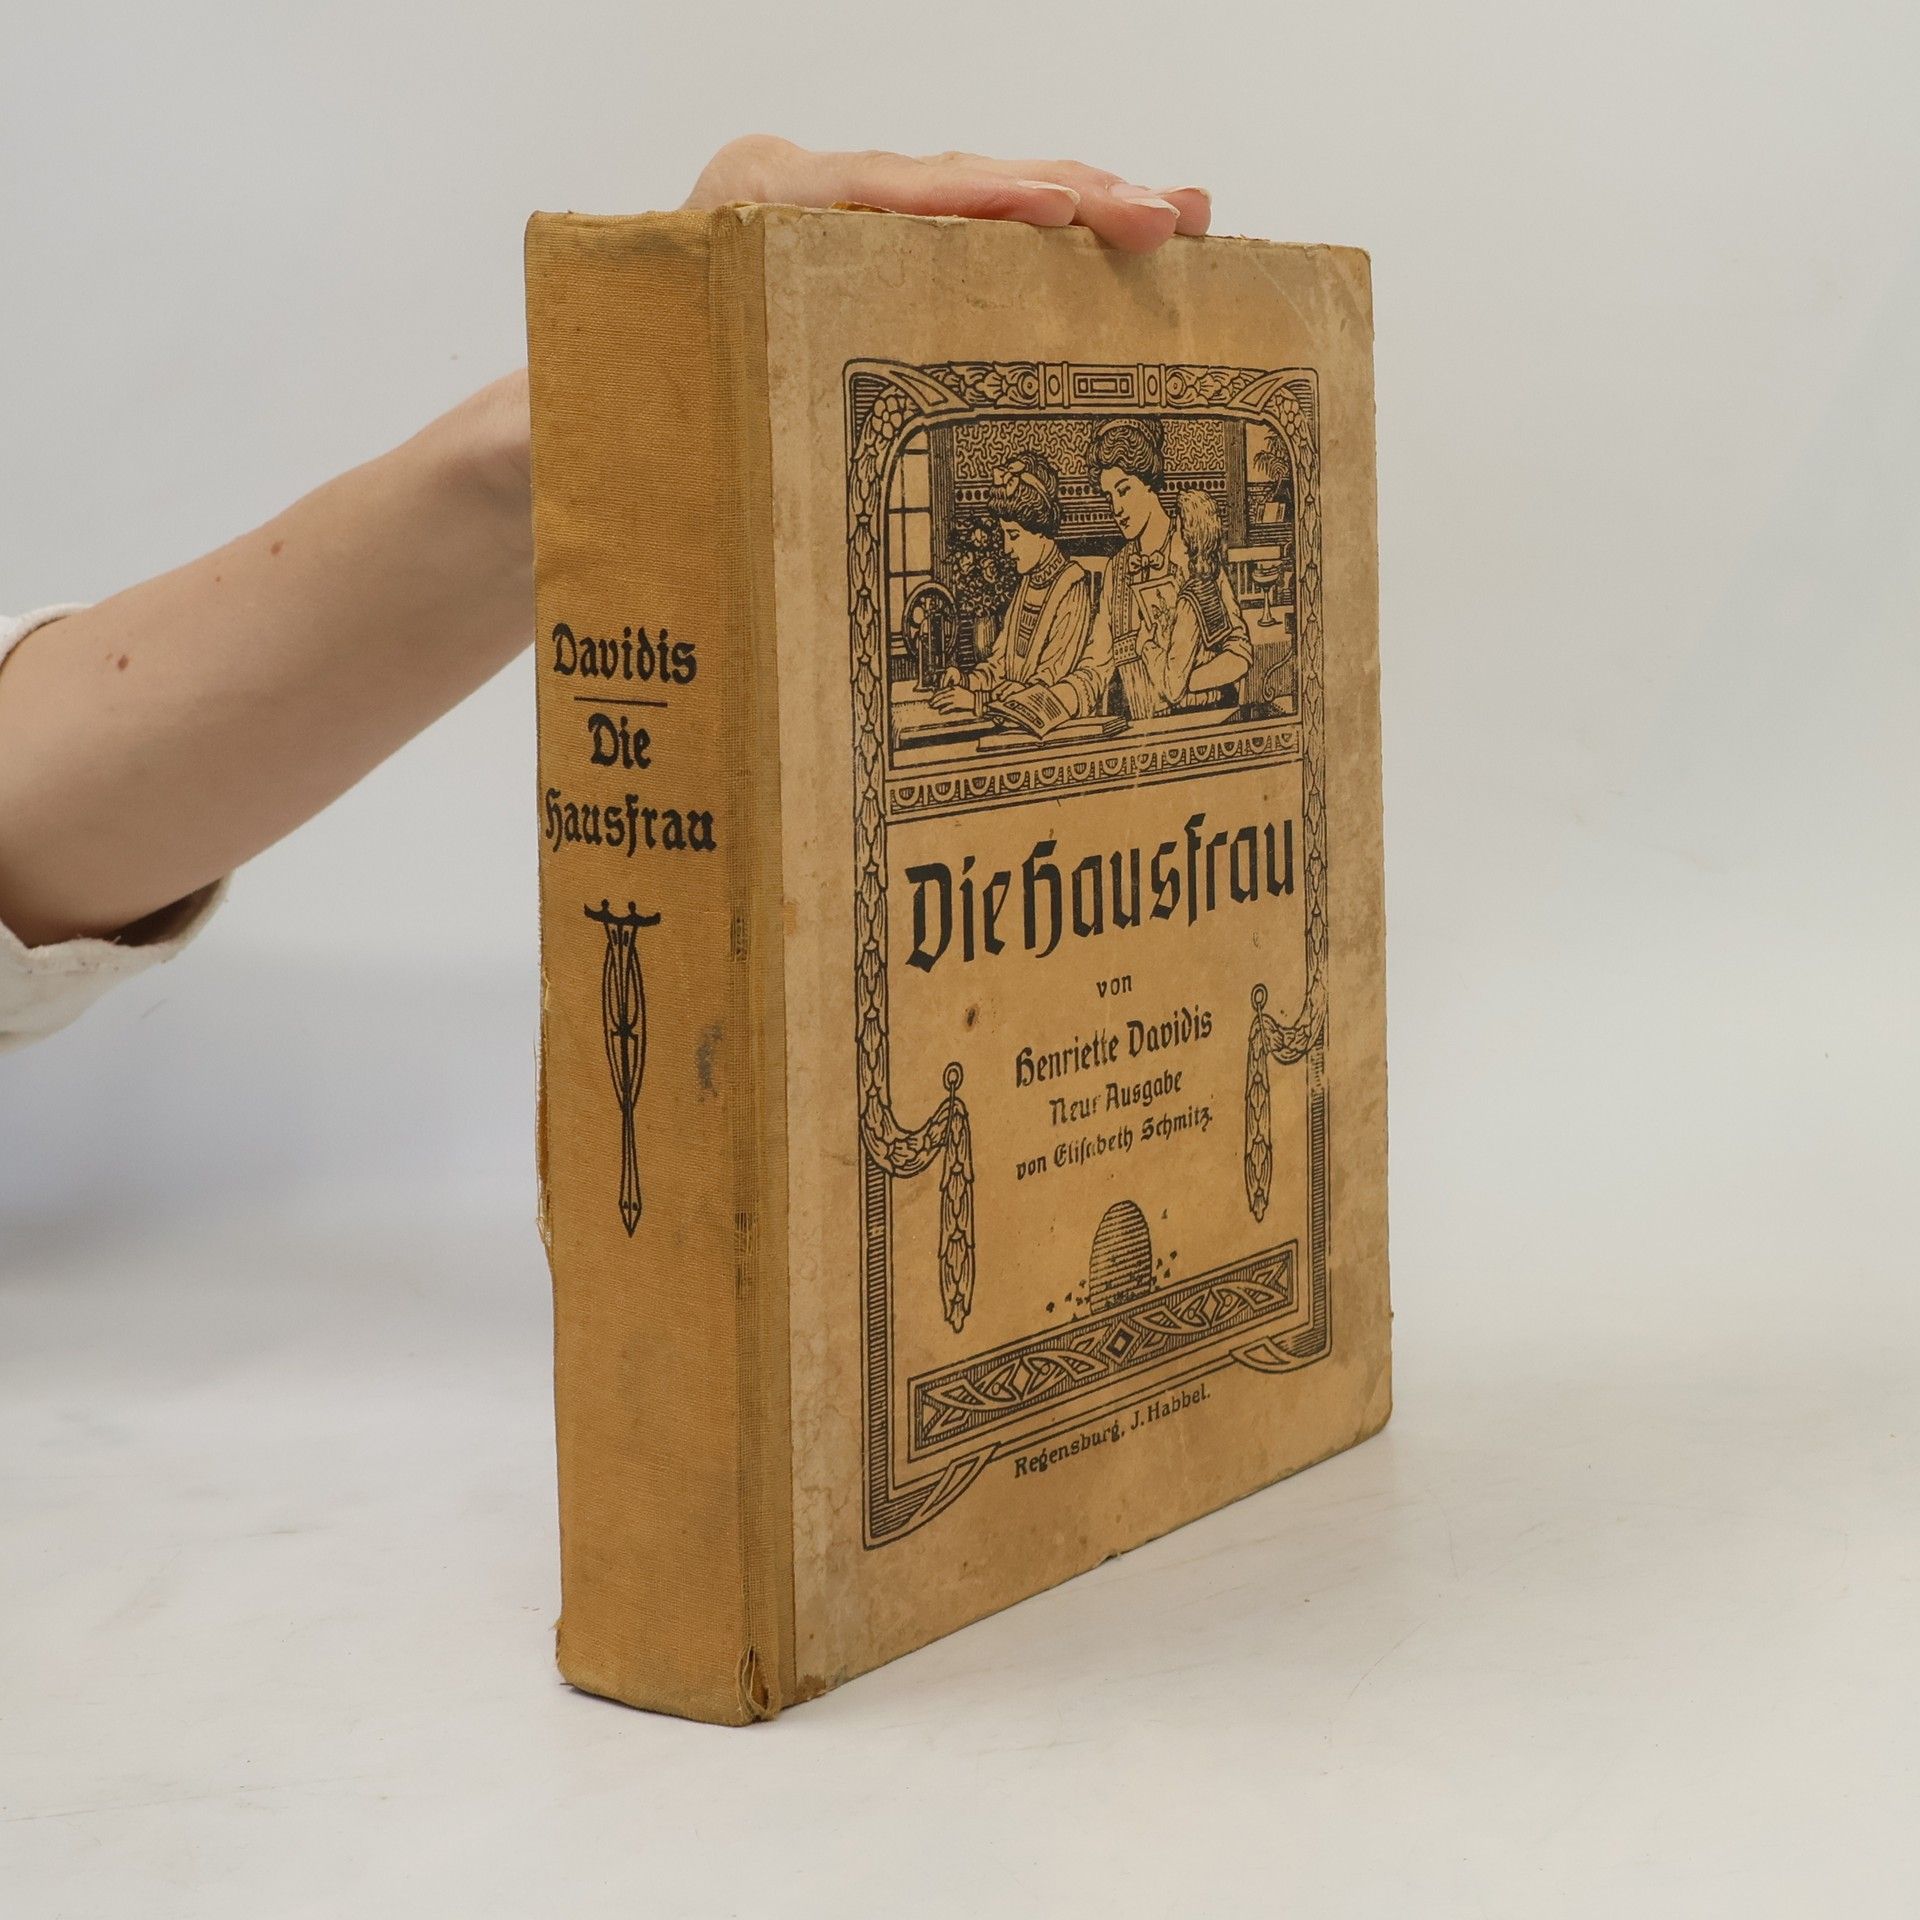 Davidis
Die
Hausfrau
Die Hausfrau
von
Henriette Davidis
Neue Ausgabe
von Elisabeth Schmitz.
Regensburg, J. Habbel.